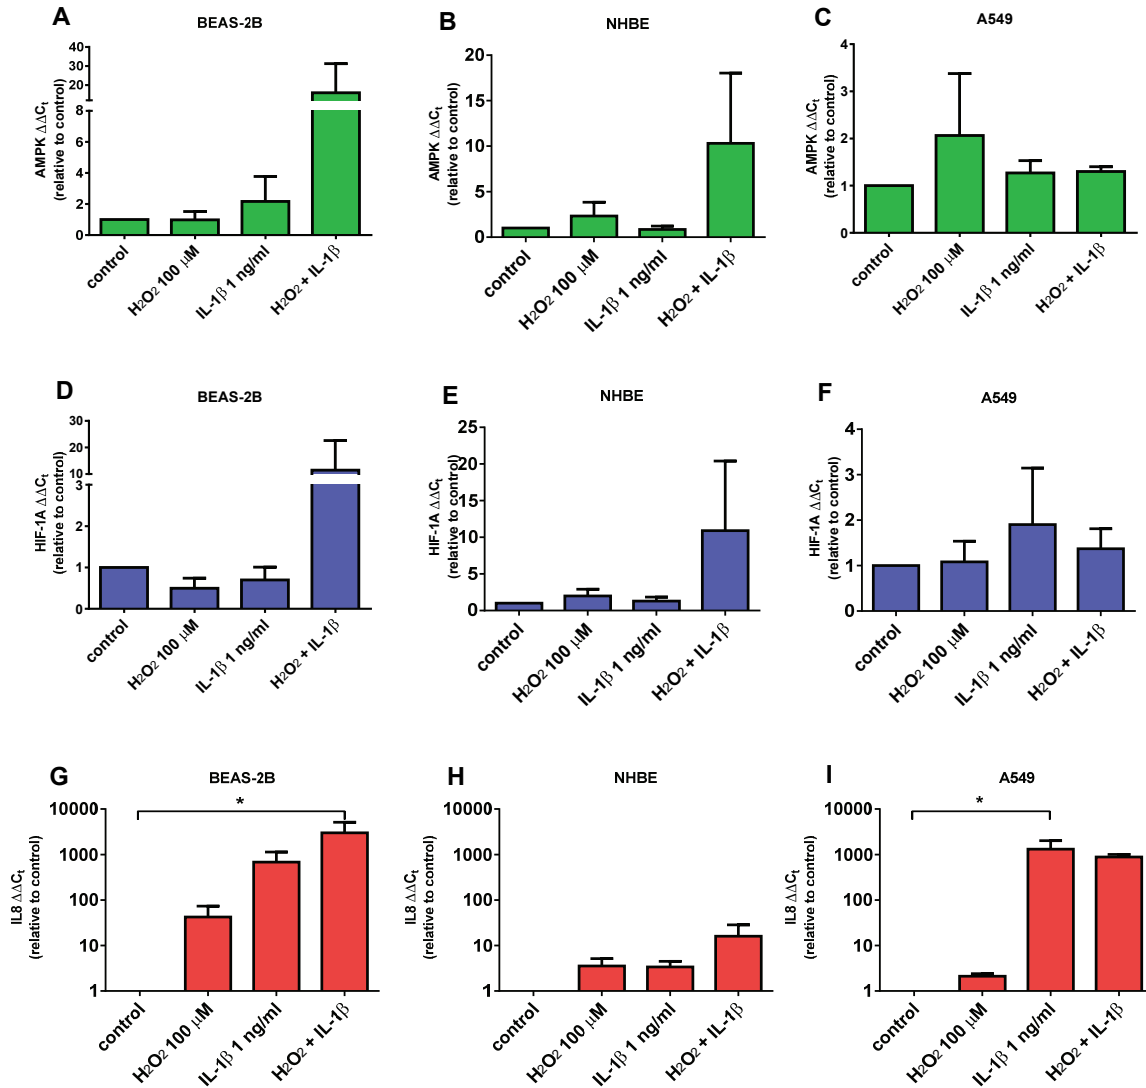 A
BEAS-2B
AMPK ΔΔCt
(relative to control)
40
30
20
10
8
6
4
2
0
control
H2O2 100 μM
IL-1β 1 ng/ml
H2O2 + IL-1β
B
NHBE
AMPK ΔΔCt
(relative to control)
20
15
10
5
0
control
H2O2 100 μM
IL-1β 1 ng/ml
H2O2 + IL-1β
C
A549
AMPK ΔΔCt
(relative to control)
4
3
2
1
0
control
H2O2 100 μM
IL-1β 1 ng/ml
H2O2 + IL-1β
D
BEAS-2B
HIF-1A ΔΔCt
(relative to control)
30
20
10
3
2
1
0
control
H2O2 100 μM
IL-1β 1 ng/ml
H2O2 + IL-1β
E
NHBE
HIF-1A ΔΔCt
(relative to control)
25
20
15
10
5
0
control
H2O2 100 μM
IL-1β 1 ng/ml
H2O2 + IL-1β
F
A549
HIF-1A ΔΔCt
(relative to control)
4
3
2
1
0
control
H2O2 100 μM
IL-1β 1 ng/ml
H2O2 + IL-1β
G
BEAS-2B
IL8 ΔΔCt
(relative to control)
10000
1000
100
10
1
*
control
H2O2 100 μM
IL-1β 1 ng/ml
H2O2 + IL-1β
H
NHBE
IL8 ΔΔCt
(relative to control)
10000
1000
100
10
1
control
H2O2 100 μM
IL-1β 1 ng/ml
H2O2 + IL-1β
I
A549
IL8 ΔΔCt
(relative to control)
10000
1000
100
10
1
*
control
H2O2 100 μM
IL-1β 1 ng/ml
H2O2 + IL-1β